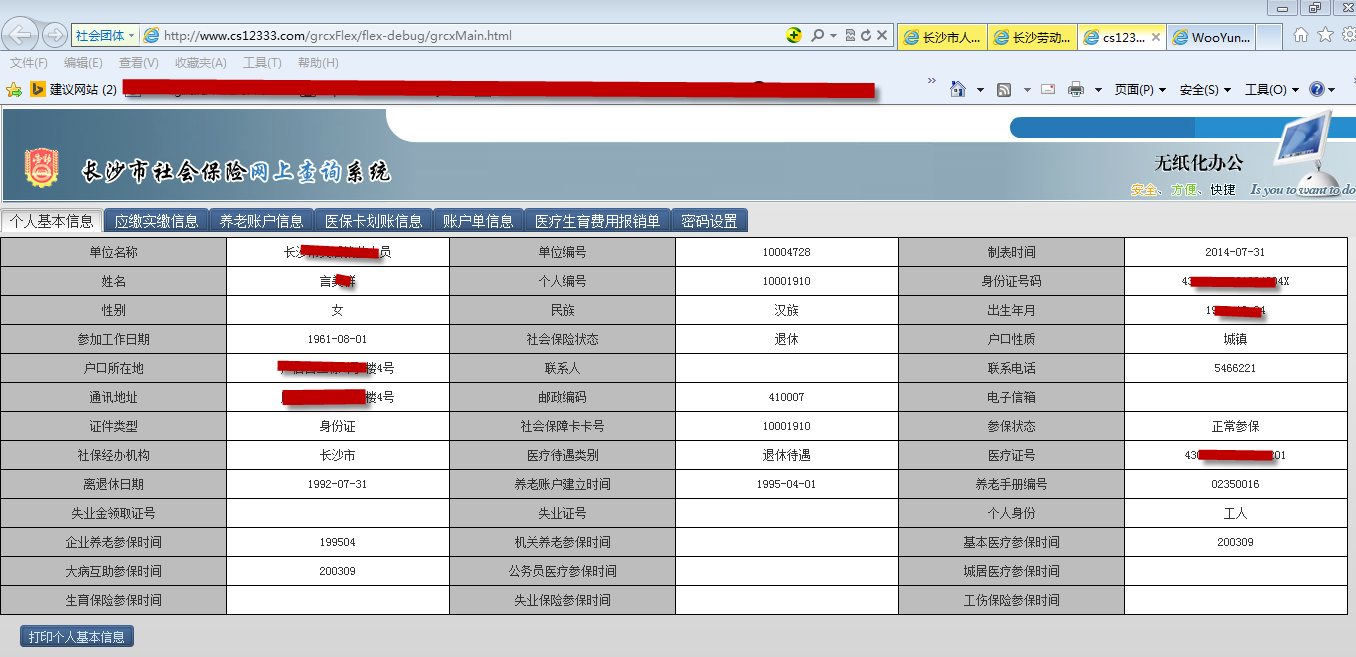 社会团体 http://www.cs12333.com/grcxFlex/flex-debug/grcxMain.html 长沙市人... 长沙劳动... cs123... WooYun...
文件(F) 编辑(E) 查看(V) 收藏夹(A) 工具(T) 帮助(H)
建议网站 (2) 页面(P) 安全(S) 工具(O)
长沙市社会保险网上查询系统
无纸化办公
安全、方便、快捷 Is you to want to do
个人基本信息 应缴实缴信息 养老账户信息 医保卡划账信息 账户单信息 医疗生育费用报销单 密码设置
单位名称 长 员 单位编号 10004728 制表时间 2014-07-31
姓名 言 个人编号 10001910 身份证号码 43 4X
性别 女 民族 汉族 出生年月 19 4
参加工作日期 1961-08-01 社会保险状态 退休 户口性质 城镇
户口所在地 楼4号 联系人 联系电话 5466221
通讯地址 楼4号 邮政编码 410007 电子信箱
证件类型 身份证 社会保障卡卡号 10001910 参保状态 正常参保
社保经办机构 长沙市 医疗待遇类别 退休待遇 医疗证号 430 201
离退休日期 1992-07-31 养老账户建立时间 1995-04-01 养老手册编号 02350016
失业金领取证号 失业证号 个人身份 工人
企业养老参保时间 199504 机关养老参保时间 基本医疗参保时间 200309
大病互助参保时间 200309 公务员医疗参保时间 城居医疗参保时间
生育保险参保时间 失业保险参保时间 工伤保险参保时间
打印个人基本信息